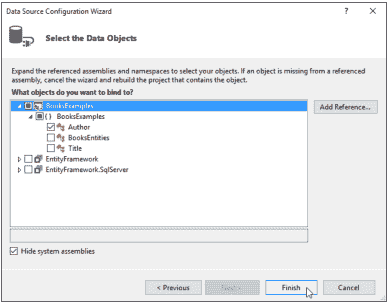 Data Source Configuration Wizard
?
Select the Data Objects
Expand the referenced assemblies and namespaces to select your objects. If an object is missing from a referenced
assembly, cancel the wizard and rebuild the project that contains the object.
What objects do you want to bind to?
BooksExamples
Add Reference...
{ } BooksExamples
Author
BooksEntities
Title
EntityFramework
EntityFramework.SqlServer
Hide system assemblies
< Previous
Next >
Finish
Cancel